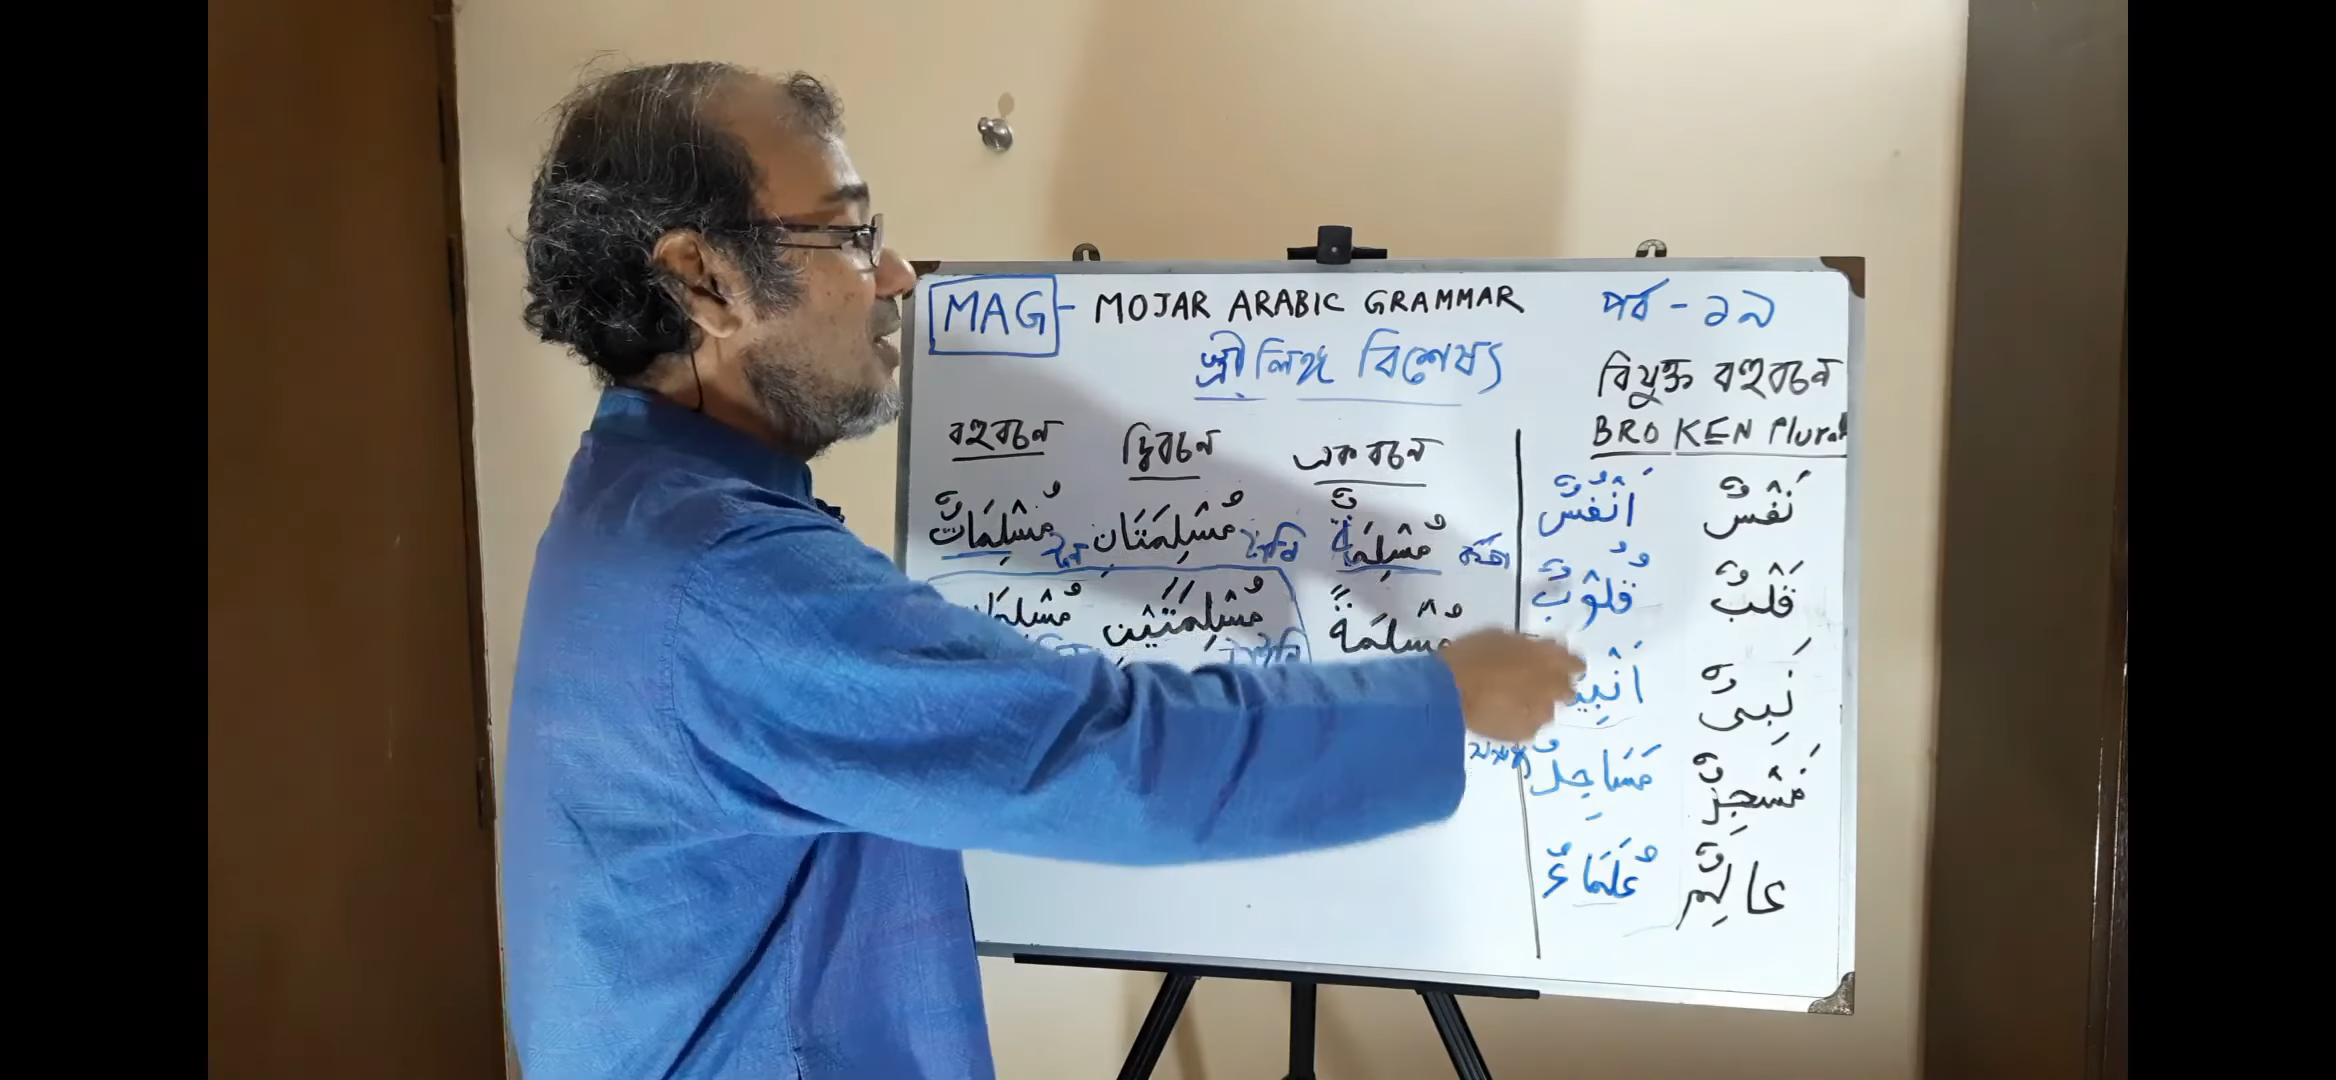 MAG - MOJAR ARABIC GRAMMAR পর্ব - ১৯
স্ত্রীলিঙ্গ বিশেষ্য
বিযুক্ত বহুবচন
BROKEN Plural
বহুবচন দ্বিবচন একবচন
مُسْلِمَةٌ مُسْلِمَتَانِ مُسْلِمَاتٌ
مُسْلِمَةً مُسْلِمَتَيْنِ
نَفْسٌ اَنْفُسٌ
قَلْبٌ قُلُوْبٌ
نَبِىٌّ
مَسْجِدٌ مَسَاجِدُ
عَالِمٌ عُلَمَاءُ